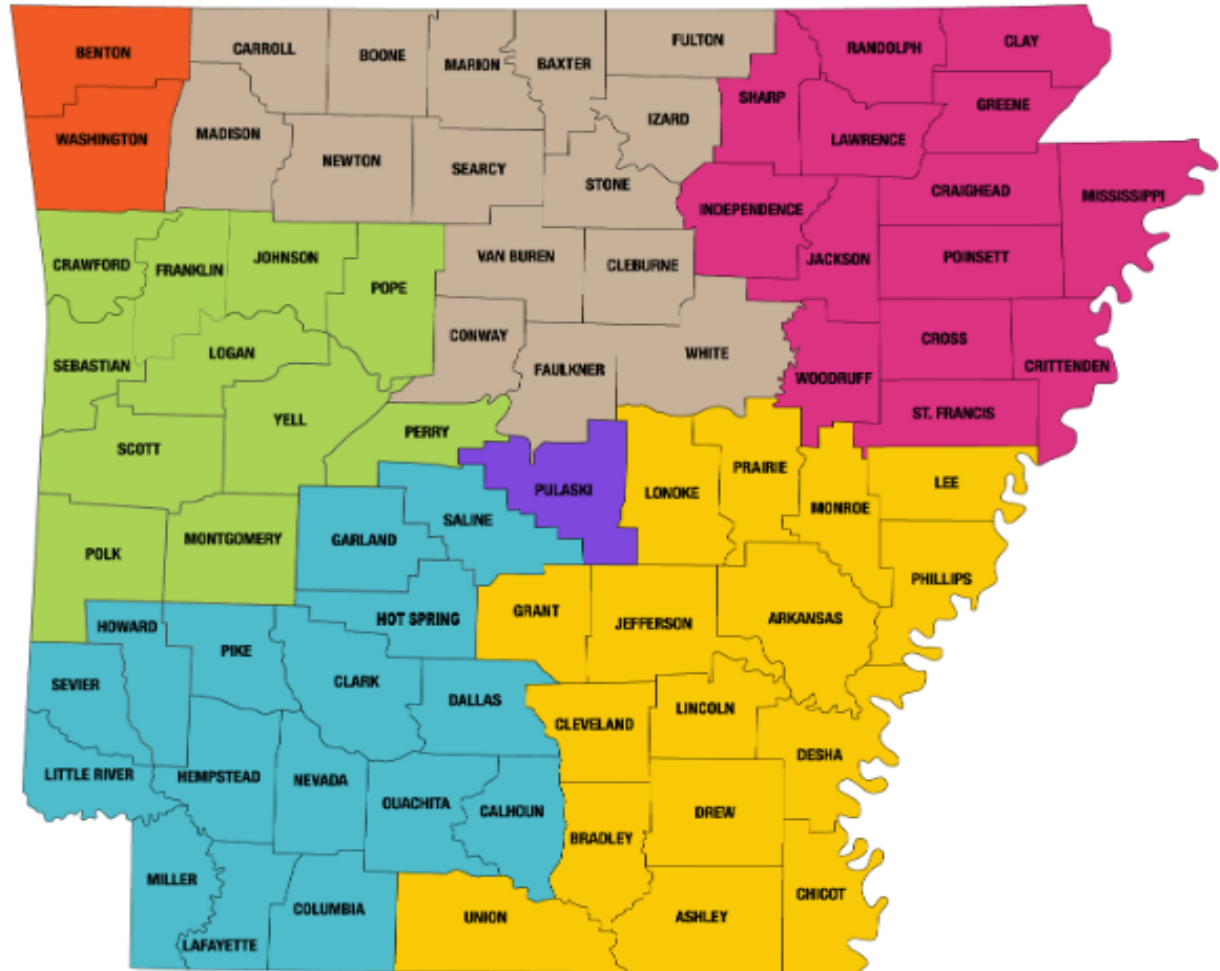 BENTON
CARROLL
BOONE
MARION
BAXTER
FULTON
RANDOLPH
CLAY
SHARP
GREENE
WASHINGTON
MADISON
IZARD
LAWRENCE
NEWTON
SEARCY
STONE
CRAIGHEAD
MISSISSIPPI
INDEPENDENCE
CRAWFORD
FRANKLIN
JOHNSON
VAN BUREN
CLEBURNE
JACKSON
POINSETT
POPE
CONWAY
CROSS
SEBASTIAN
LOGAN
WHITE
FAULKNER
CRITTENDEN
WOODRUFF
ST. FRANCIS
YELL
PERRY
SCOTT
PRAIRIE
PULASKI
LONOKE
LEE
MONROE
SALINE
GARLAND
MONTGOMERY
POLK
PHILLIPS
GRANT
HOT SPRING
JEFFERSON
ARKANSAS
HOWARD
PIKE
SEVIER
CLARK
DALLAS
LINCOLN
CLEVELAND
DESHA
LITTLE RIVER
HEMPSTEAD
NEVADA
OUACHITA
CALHOUN
DREW
BRADLEY
MILLER
CHICOT
COLUMBIA
UNION
ASHLEY
LAFAYETTE